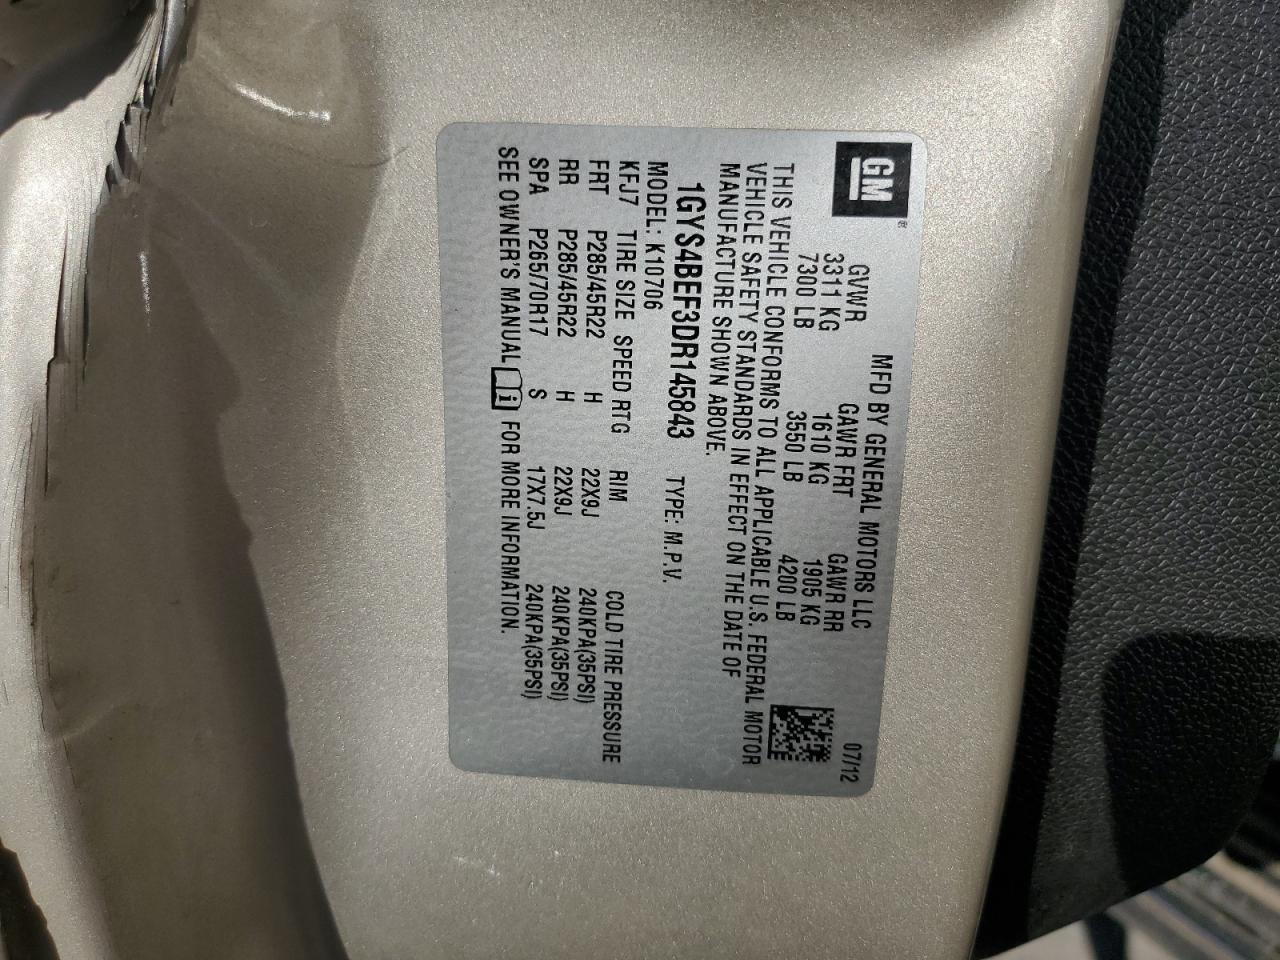 GM®
MFD BY GENERAL MOTORS LLC 07/12
GVWR GAWR FRT GAWR RR
3311 KG 1610 KG 1905 KG
7300 LB 3550 LB 4200 LB
THIS VEHICLE CONFORMS TO ALL APPLICABLE U.S. FEDERAL MOTOR
VEHICLE SAFETY STANDARDS IN EFFECT ON THE DATE OF
MANUFACTURE SHOWN ABOVE.
1GYS4BEF3DR145843 TYPE: M.P.V.
MODEL: K10706
KFJ7 TIRE SIZE SPEED RTG RIM COLD TIRE PRESSURE
FRT P285/45R22 H 22X9J 240KPA(35PSI)
RR P285/45R22 H 22X9J 240KPA(35PSI)
SPA P265/70R17 S 17X7.5J 240KPA(35PSI)
SEE OWNER'S MANUAL i FOR MORE INFORMATION.